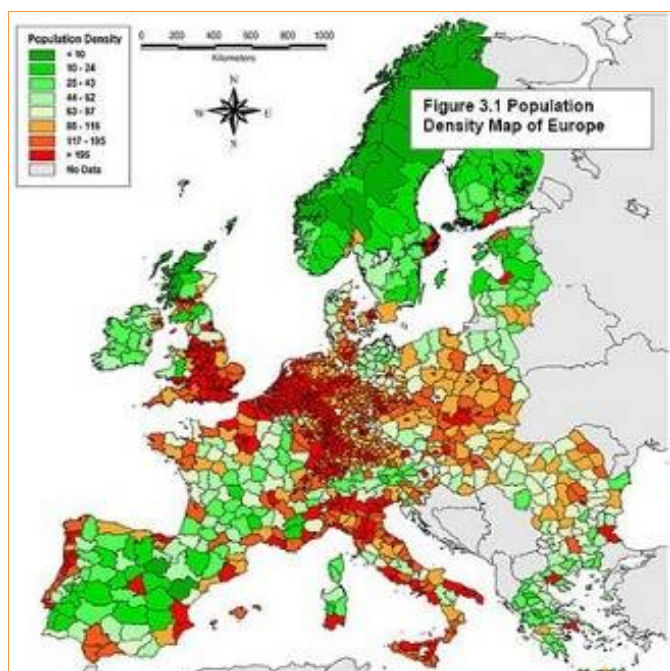 Population Density
< 10
10 - 24
25 - 43
44 - 62
63 - 87
88 - 116
117 - 195
> 195
No Data
0 200 400 600 800 1000
Kilometers
N
W E
S
Figure 3.1 Population
Density Map of Europe